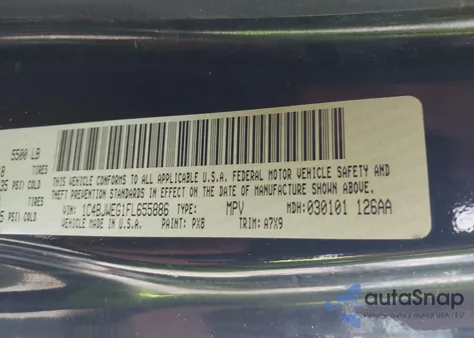 5500 LB
TIRES
35 PSI COLD
TIRES
PSI COLD
THIS VEHICLE CONFORMS TO ALL APPLICABLE U.S.A. FEDERAL MOTOR VEHICLE SAFETY AND
THEFT PREVENTION STANDARDS IN EFFECT ON THE DATE OF MANUFACTURE SHOWN ABOVE.
VIN: 1C4BJWEG1FL655886 TYPE: MPV MDH: 030101 126AA
VEHICLE MADE IN U.S.A. PAINT: PX8 TRIM: A7X9
autoSnap